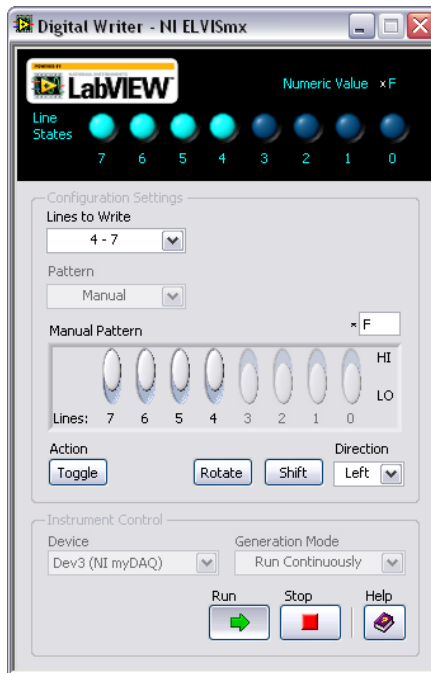 Digital Writer - NI ELVISmx
POWERED BY
LabVIEW™
Numeric Value x F
Line States
7 6 5 4 3 2 1 0
Configuration Settings
Lines to Write
4 - 7
Pattern
Manual
Manual Pattern
x F
HI
LO
Lines: 7 6 5 4 3 2 1 0
Action
Direction
Toggle Rotate Shift Left
Instrument Control
Device
Generation Mode
Dev3 (NI myDAQ)
Run Continuously
Run Stop Help